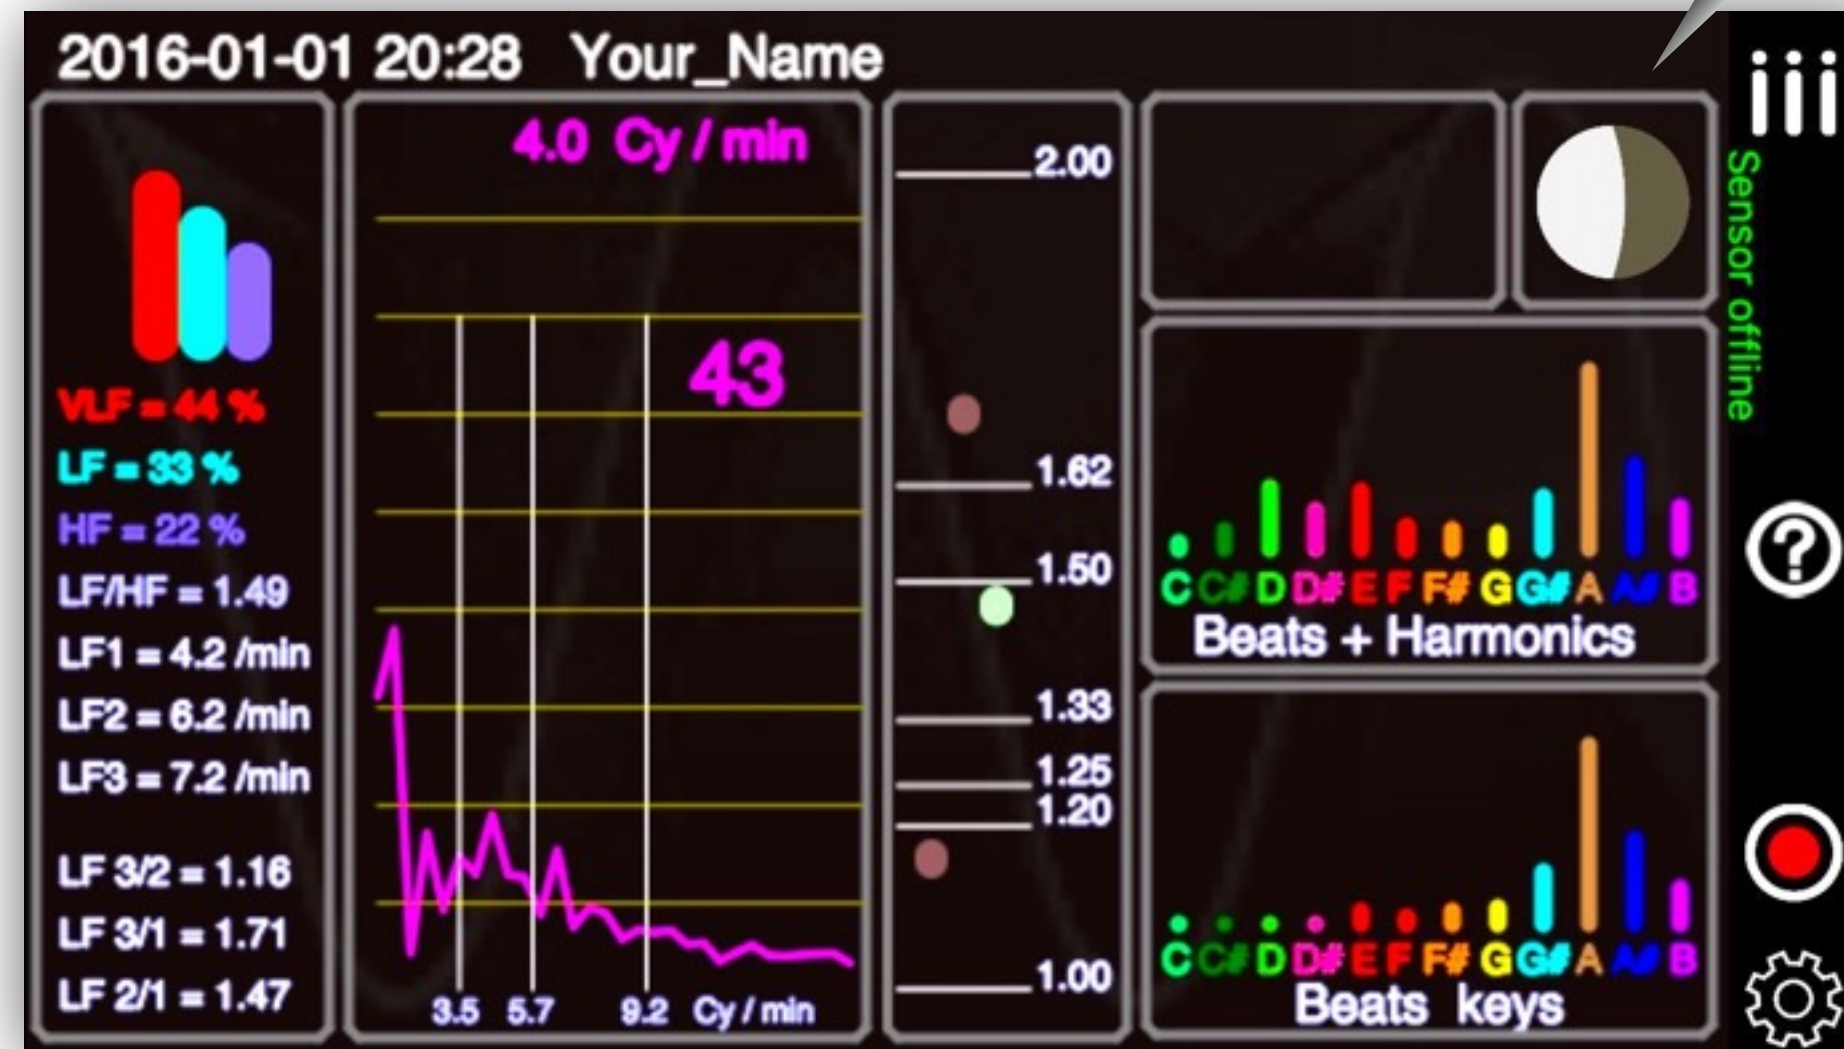 2016-01-01 20:28 Your_Name
VLF = 44 %
LF = 33 %
HF = 22 %
LF/HF = 1.49
LF1 = 4.2 /min
LF2 = 6.2 /min
LF3 = 7.2 /min
LF 3/2 = 1.16
LF 3/1 = 1.71
LF 2/1 = 1.47
4.0 Cy / min
43
3.5 5.7 9.2 Cy / min
2.00
1.62
1.50
1.33
1.25
1.20
1.00
C C# D D# E F F# G G# A A# B
Beats + Harmonics
C C# D D# E F F# G G# A A# B
Beats keys
iii
Sensor offline
?